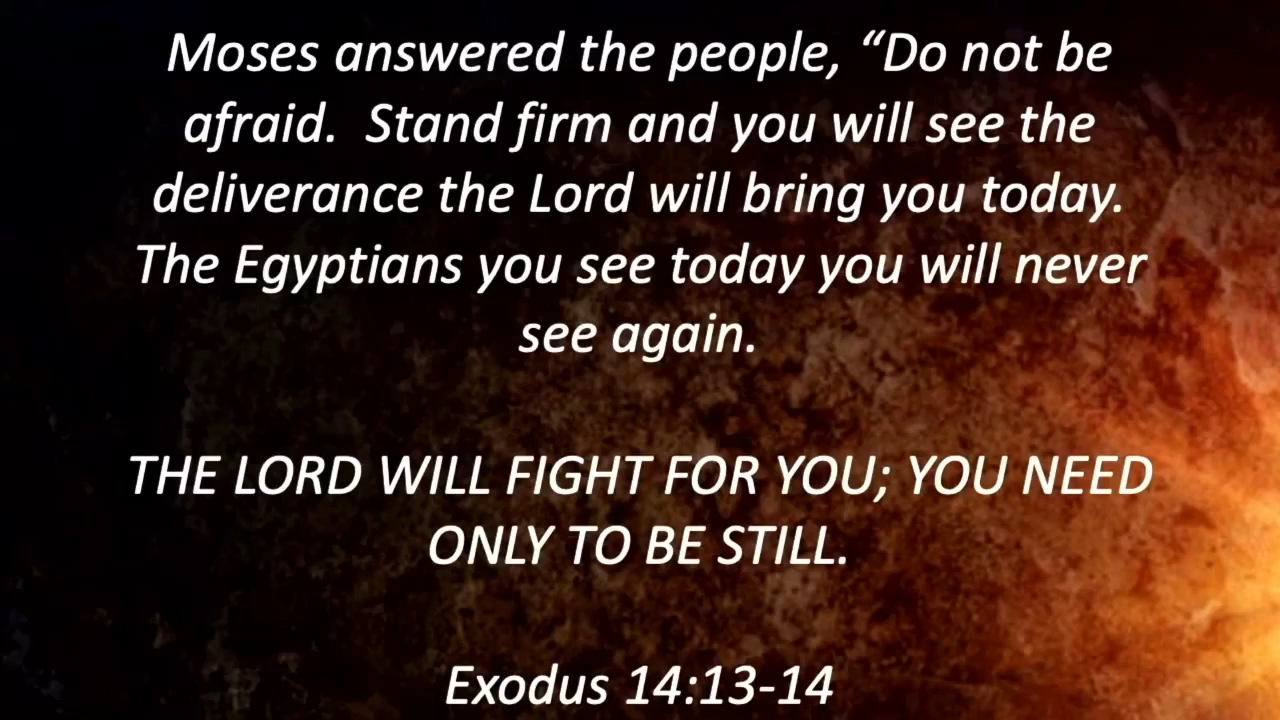 Moses answered the people, “Do not be
afraid.  Stand firm and you will see the
deliverance the Lord will bring you today.
The Egyptians you see today you will never
see again.
THE LORD WILL FIGHT FOR YOU; YOU NEED
ONLY TO BE STILL.
Exodus 14:13-14